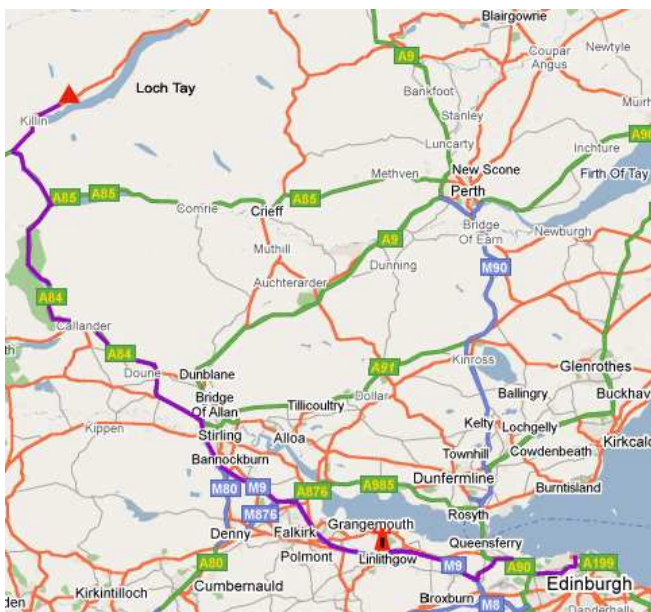 Blairgowne
A9
Coupar
Angus
Newtyle
Bankfoot
Loch Tay
Killin
Stanley
Muirh
Luncarty
A90
Inchture
Methven
New Scone
Perth
Firth Of Tay
A85
A85
A85
Comrie
Crieff
Bridge
Of Earn
Newburgh
Muthill
A9
Dunning
M90
Auchterarder
A84
Callander
A84
Kinross
Glenrothes
Dunblane
A91
Doune
Dollar
Ballingry
Buckhav
Bridge
Of Allan
Tillicoultry
Kelty
Lochgelly
Kippen
Stirling
Alloa
Kirkcald
Townhill
Cowdenbeath
Bannockburn
Dunfermline
M80
M9
A876
A985
Burntisland
M876
Rosyth
Denny
Falkirk
Grangemouth
Queensferry
Polmont
Linlithgow
A80
M9
A90
A199
Cumbernauld
Edinburgh
den
Kirkintilloch
Broxburn
M8
Danderhall